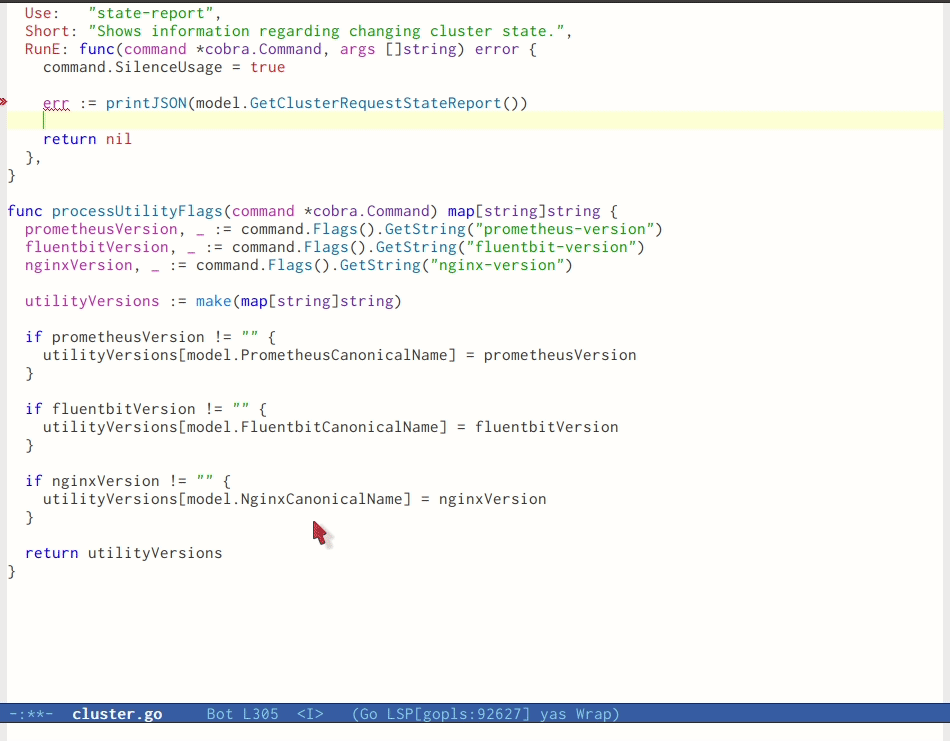 Use:   "state-report",
Short: "Shows information regarding changing cluster state.",
RunE: func(command *cobra.Command, args []string) error {
command.SilenceUsage = true
err := printJSON(model.GetClusterRequestStateReport())
return nil
},
}
func processUtilityFlags(command *cobra.Command) map[string]string {
prometheusVersion, _ := command.Flags().GetString("prometheus-version")
fluentbitVersion, _ := command.Flags().GetString("fluentbit-version")
nginxVersion, _ := command.Flags().GetString("nginx-version")
utilityVersions := make(map[string]string)
if prometheusVersion != "" {
utilityVersions[model.PrometheusCanonicalName] = prometheusVersion
}
if fluentbitVersion != "" {
utilityVersions[model.FluentbitCanonicalName] = fluentbitVersion
}
if nginxVersion != "" {
utilityVersions[model.NginxCanonicalName] = nginxVersion
}
return utilityVersions
}
-:**-  cluster.go     Bot L305  <I>   (Go LSP[gopls:92627] yas Wrap)